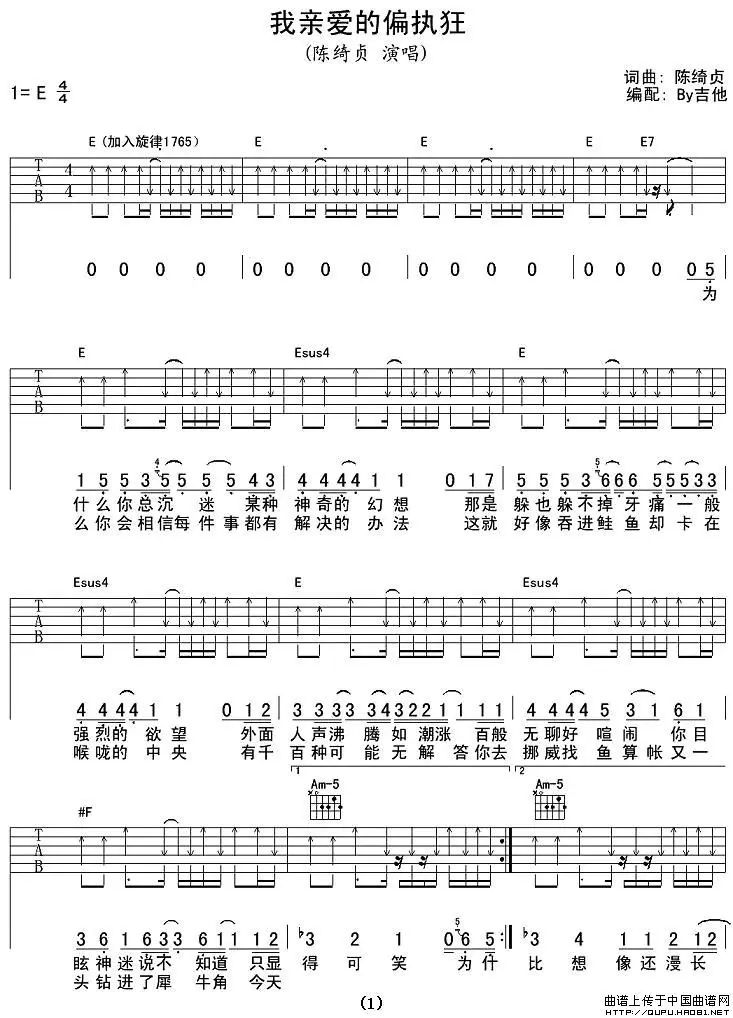 我亲爱的偏执狂
(陈绮贞 演唱)
词曲：陈绮贞
1= E 4/4
编配：By吉他
E（加入旋律1765） E E E E7
T A B 4 4
0 0 0 0 0 0 0 0 0 0 0 0 0 0 0 0 5
为
E Esus4 E
T A B
1 5 5 3 5 5 5 5 4 3 4 4 4 4 1 1 0 1 7 5 5 5 3 6 6 6 5 5 5 3 3
什么你总沉 迷 某种 神奇的 幻想 那是 躲也躲不掉牙痛一般
么你会相信每 件 事都有 解决的 办法 这就 好像吞进鲑 鱼却卡在
Esus4 E Esus4
T A B
4 4 4 4 1 1 0 1 2 3 3 3 3 3 3 4 3 2 2 1 1 1 4 4 4 4 5 3 1 6 1
强烈的 欲 望 外面 人声沸 腾 如 潮涨 百般 无聊好 喧 闹 你目
喉咙的 中 央 有千 百种可 能 无 解 答你去 挪威找 鱼 算帐又一
1 2
Am-5 Am-5
#F
T A B
3 6 1 6 3 3 6 1 1 1 2 ♭3 2 1 0 6 5 ♭3 4 1 1 2 1 2
眩神迷说不 知道 只显 得 可 笑 为什 比 想 像还漫长
头钻进了犀 牛角 今天
(1)
曲谱上传于中国曲谱网
http://QUPU.HAO81.NET